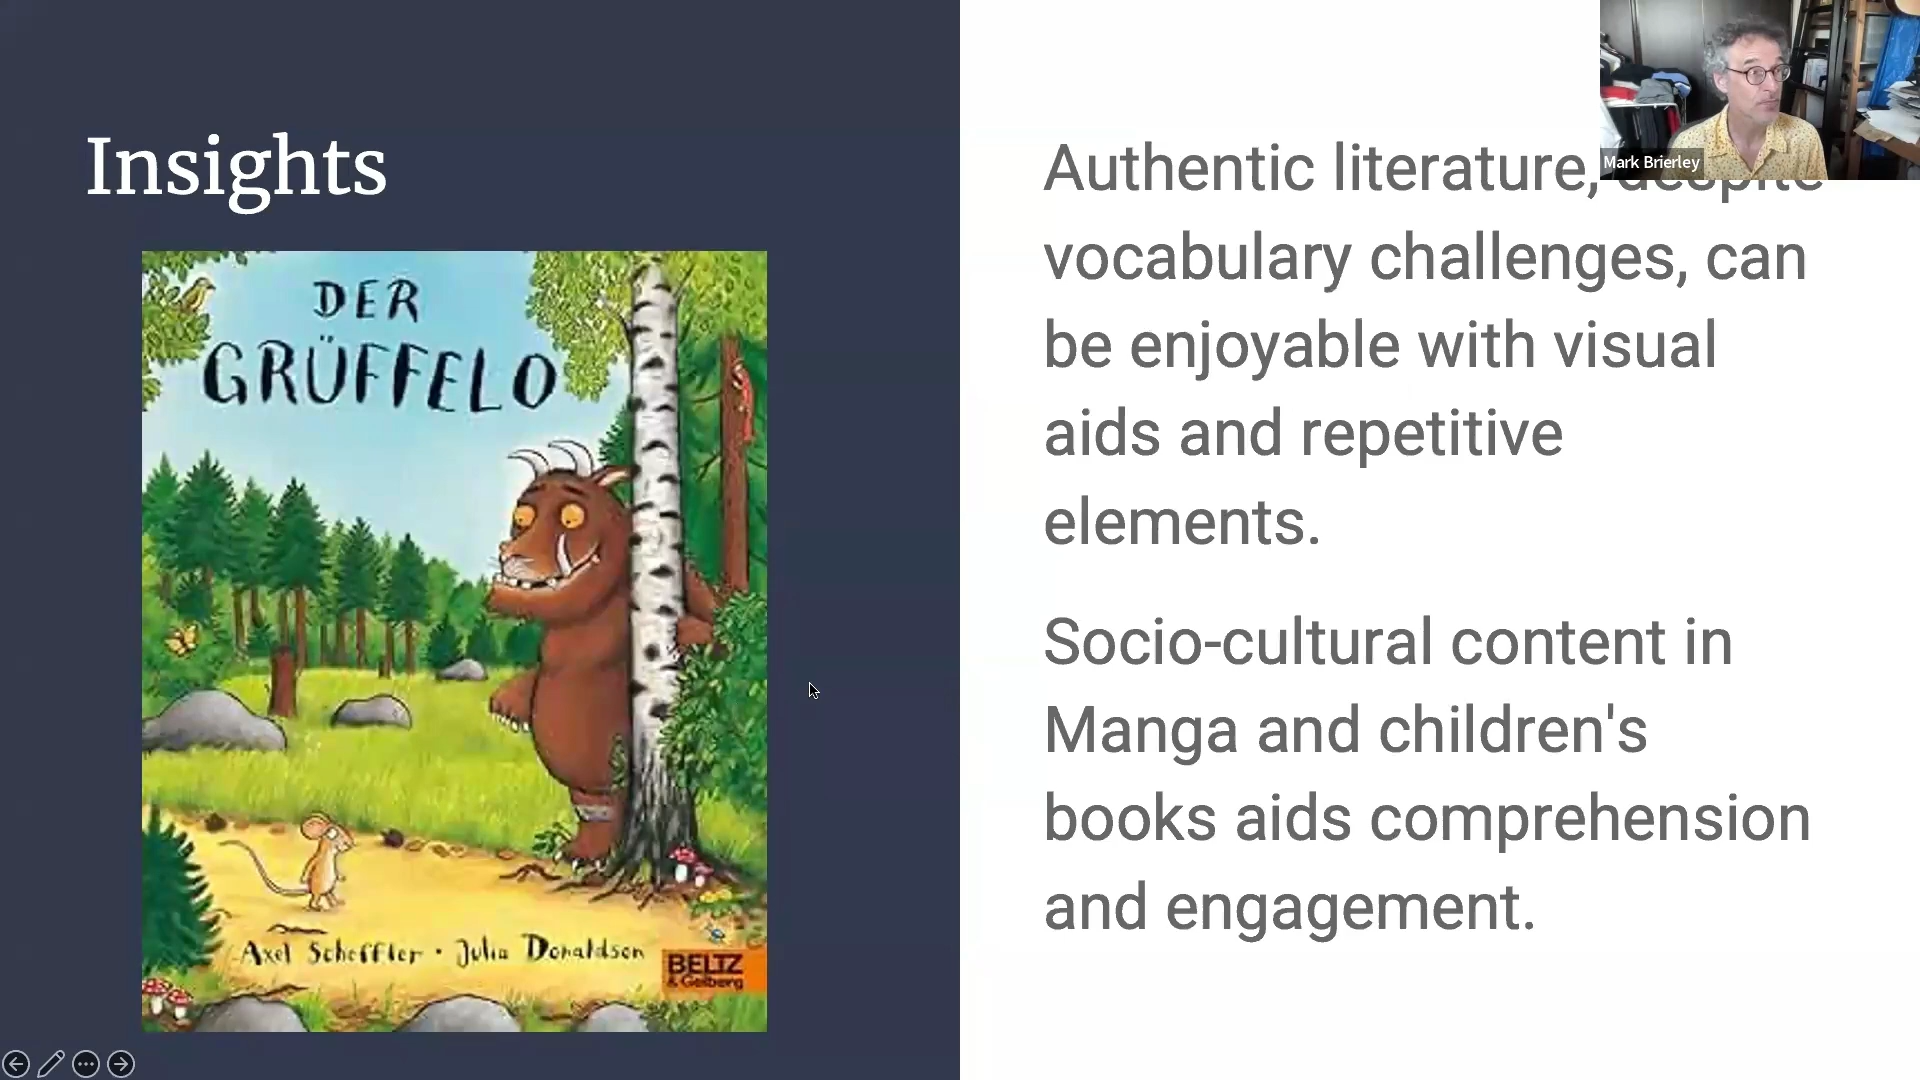 Insights
DER
GRÜFFELO
Axel Scheffler · Julia Donaldson
BELTZ
& Gelberg
Authentic literature, despite
vocabulary challenges, can
be enjoyable with visual
aids and repetitive
elements.
Socio-cultural content in
Manga and children's
books aids comprehension
and engagement.
Mark Brierley